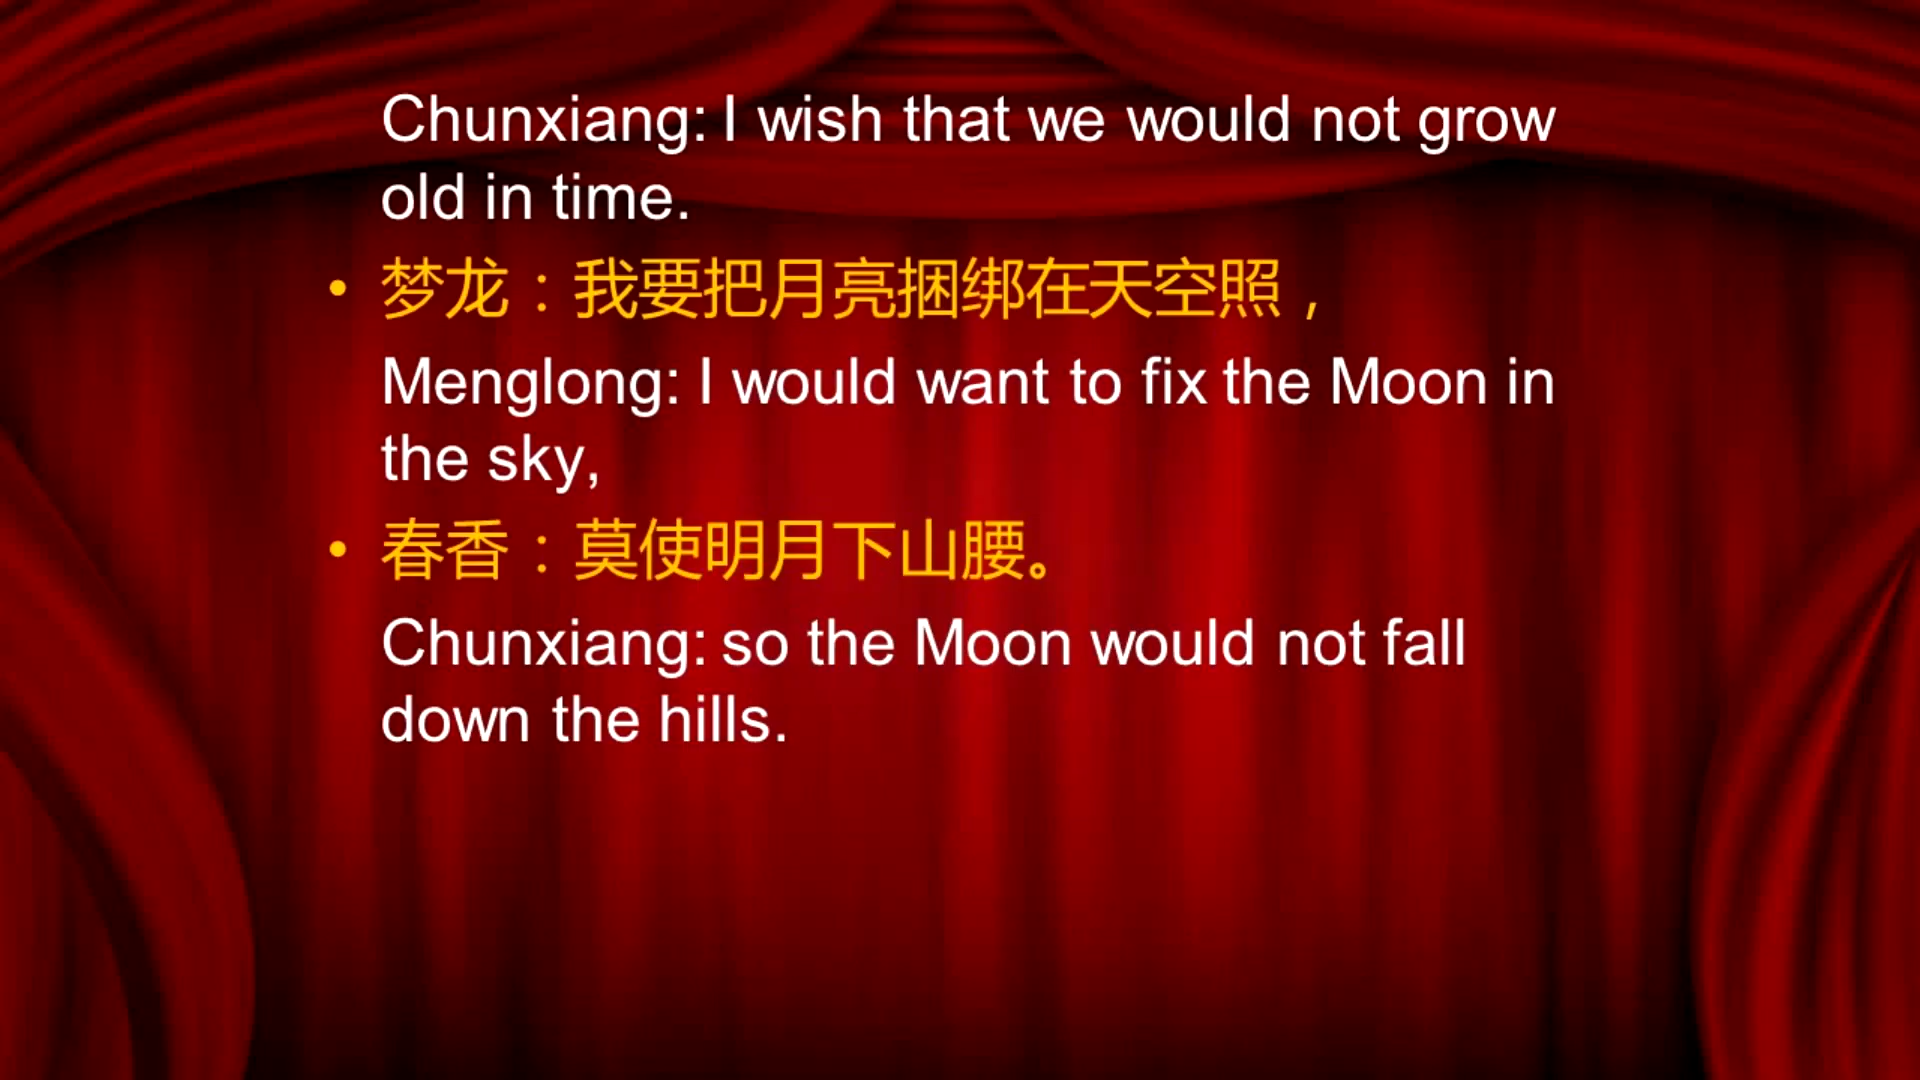 Chunxiang: I wish that we would not grow
old in time.
• 梦龙：我要把月亮捆绑在天空照，
Menglong: I would want to fix the Moon in
the sky,
• 春香：莫使明月下山腰。
Chunxiang: so the Moon would not fall
down the hills.